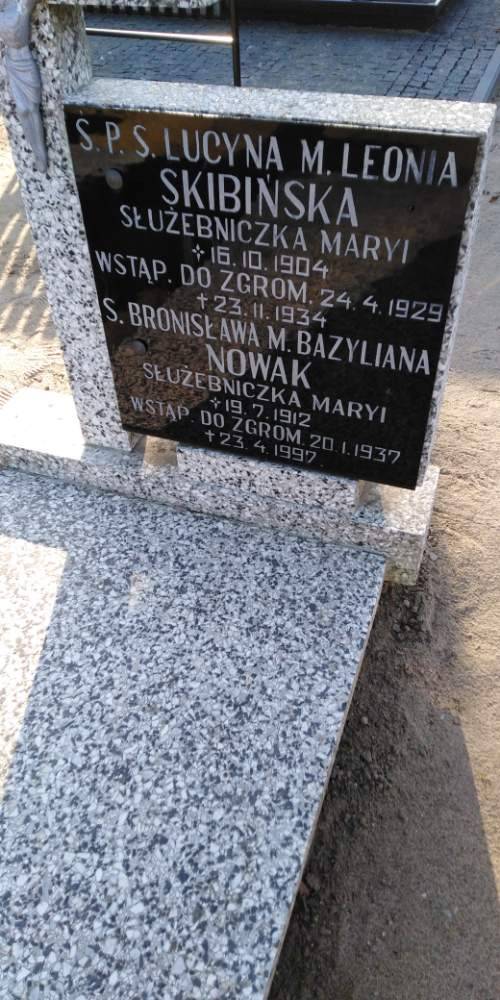 Ś.P. S. LUCYNA M. LEONIA
SKIBIŃSKA
SŁUŻEBNICZKA MARYI
* 16.10.1904
WSTĄP. DO ZGROM. 24.4.1929
† 23.11.1934
S. BRONISŁAWA M. BAZYLIANA
NOWAK
SŁUŻEBNICZKA MARYI
* 19.7.1912
WSTĄP. DO ZGROM. 20.1.1937
† 23.4.1997